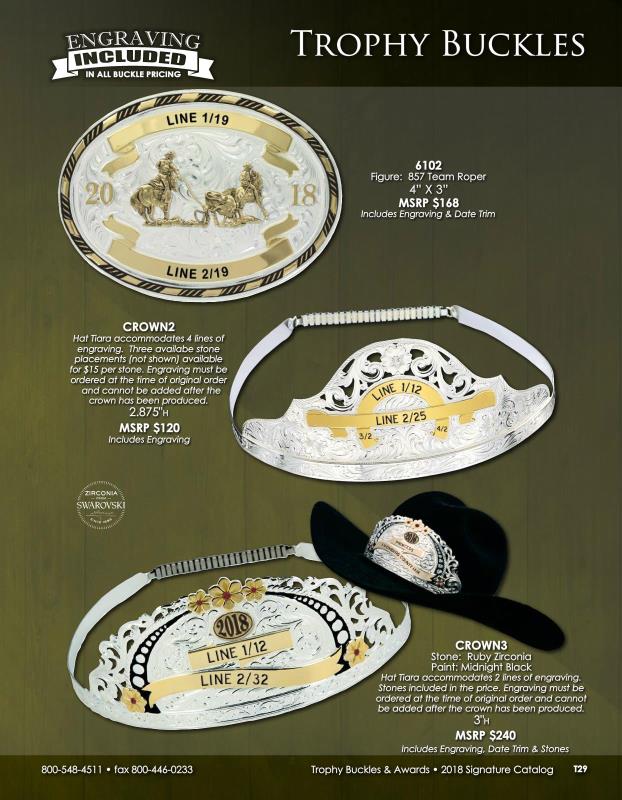 ENGRAVING
INCLUDED
IN ALL BUCKLE PRICING
TROPHY BUCKLES
LINE 1/19
20 18
LINE 2/19
6102
Figure: 857 Team Roper
4" X 3"
MSRP $168
Includes Engraving & Date Trim
CROWN2
Hat Tiara accommodates 4 lines of
engraving. Three availabe stone
placements (not shown) available
for $15 per stone. Engraving must be
ordered at the time of original order
and cannot be added after the
crown has been produced.
2.875"H
MSRP $120
Includes Engraving
LINE 1/12
LINE 2/25
3/2 4/2
ZIRCONIA
FROM
SWAROVSKI
2018
LINE 1/12
LINE 2/32
2018
CROWN3
Stone: Ruby Zirconia
Paint: Midnight Black
Hat Tiara accommodates 2 lines of engraving.
Stones included in the price. Engraving must be
ordered at the time of original order and cannot
be added after the crown has been produced.
3"H
MSRP $240
Includes Engraving, Date Trim & Stones
800-548-4511 • fax 800-446-0233
Trophy Buckles & Awards • 2018 Signature Catalog T29